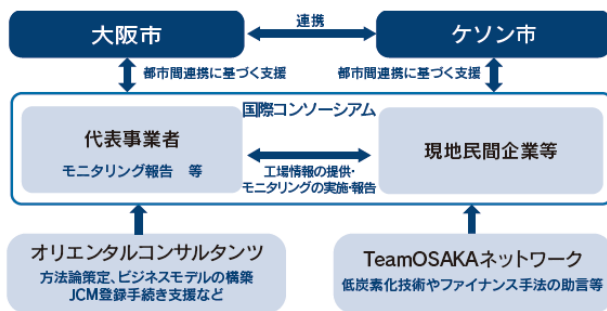 大阪市
連携
ケソン市
都市間連携に基づく支援
都市間連携に基づく支援
国際コンソーシアム
代表事業者
モニタリング報告　等
工場情報の提供・
モニタリングの実施・報告
現地民間企業等
オリエンタルコンサルタンツ
方法論策定、ビジネスモデルの構築
JCM登録手続き支援など
TeamOSAKAネットワーク
低炭素化技術やファイナンス手法の助言等